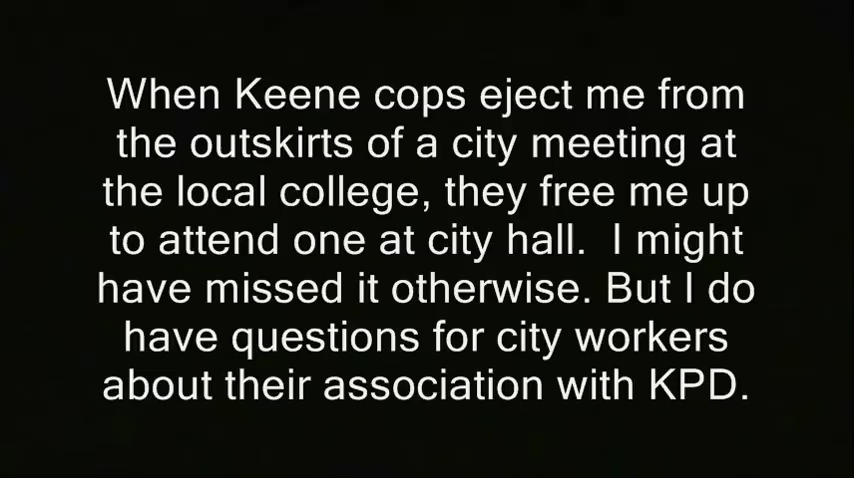 When Keene cops eject me from
the outskirts of a city meeting at
the local college, they free me up
to attend one at city hall.  I might
have missed it otherwise. But I do
have questions for city workers
about their association with KPD.